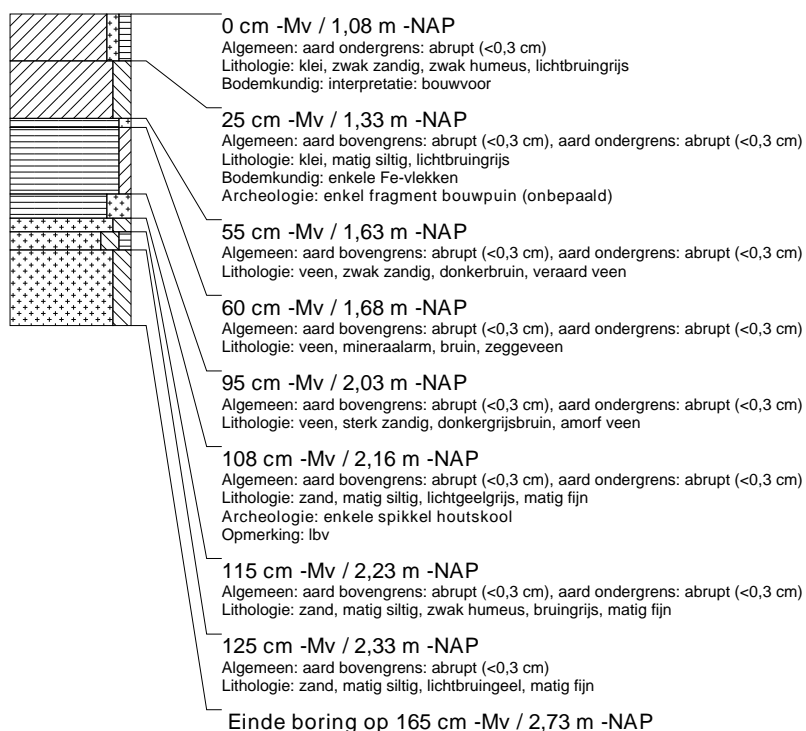 0 cm -Mv / 1,08 m -NAP
Algemeen: aard ondergrens: abrupt (<0,3 cm)
Lithologie: klei, zwak zandig, zwak humeus, lichtbruingrijs
Bodemkundig: interpretatie: bouwvoor
25 cm -Mv / 1,33 m -NAP
Algemeen: aard bovengrens: abrupt (<0,3 cm), aard ondergrens: abrupt (<0,3 cm)
Lithologie: klei, matig siltig, lichtbruingrijs
Bodemkundig: enkele Fe-vlekken
Archeologie: enkel fragment bouwpuin (onbepaald)
55 cm -Mv / 1,63 m -NAP
Algemeen: aard bovengrens: abrupt (<0,3 cm), aard ondergrens: abrupt (<0,3 cm)
Lithologie: veen, zwak zandig, donkerbruin, veraard veen
60 cm -Mv / 1,68 m -NAP
Algemeen: aard bovengrens: abrupt (<0,3 cm), aard ondergrens: abrupt (<0,3 cm)
Lithologie: veen, mineraalarm, bruin, zeggeveen
95 cm -Mv / 2,03 m -NAP
Algemeen: aard bovengrens: abrupt (<0,3 cm), aard ondergrens: abrupt (<0,3 cm)
Lithologie: veen, sterk zandig, donkergrijsbruin, amorf veen
108 cm -Mv / 2,16 m -NAP
Algemeen: aard bovengrens: abrupt (<0,3 cm), aard ondergrens: abrupt (<0,3 cm)
Lithologie: zand, matig siltig, lichtgeelgrijs, matig fijn
Archeologie: enkele spikkel houtskool
Opmerking: lbv
115 cm -Mv / 2,23 m -NAP
Algemeen: aard bovengrens: abrupt (<0,3 cm), aard ondergrens: abrupt (<0,3 cm)
Lithologie: zand, matig siltig, zwak humeus, bruingrijs, matig fijn
125 cm -Mv / 2,33 m -NAP
Algemeen: aard bovengrens: abrupt (<0,3 cm)
Lithologie: zand, matig siltig, lichtbruingeel, matig fijn
Einde boring op 165 cm -Mv / 2,73 m -NAP